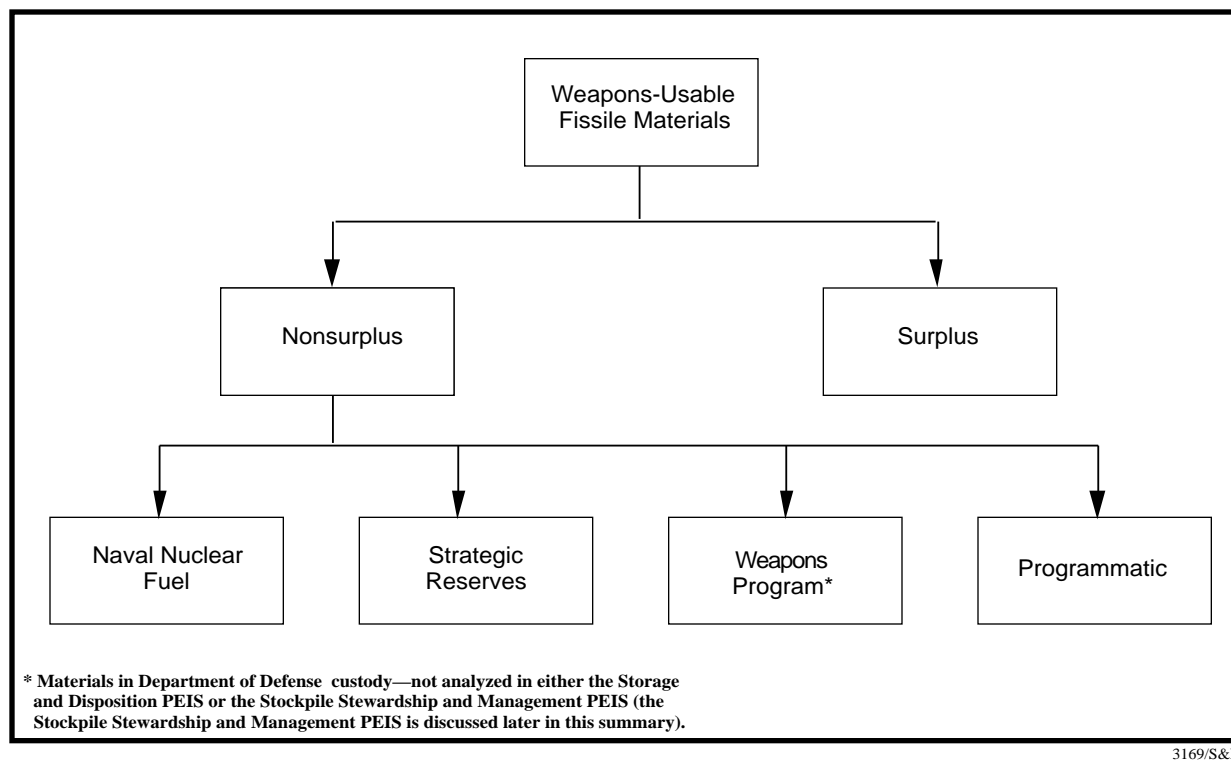 Weapons-Usable
Fissile Materials
Nonsurplus
Surplus
Naval Nuclear
Fuel
Strategic
Reserves
Weapons
Program*
Programmatic
* Materials in Department of Defense custody—not analyzed in either the Storage
and Disposition PEIS or the Stockpile Stewardship and Management PEIS (the
Stockpile Stewardship and Management PEIS is discussed later in this summary).
3169/S&